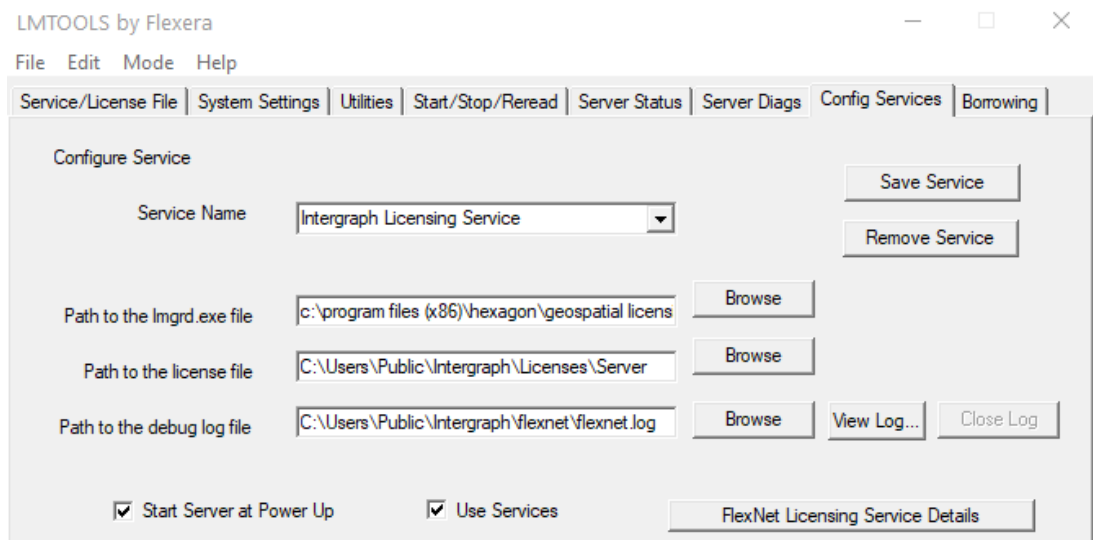 LMTOOLS by Flexera
File Edit Mode Help
Service/License File System Settings Utilities Start/Stop/Reread Server Status Server Diags Config Services Borrowing
Configure Service
Save Service
Service Name Intergraph Licensing Service
Remove Service
Path to the lmgrd.exe file c:\program files (x86)\hexagon\geospatial licens Browse
Path to the license file C:\Users\Public\Intergraph\Licenses\Server Browse
Path to the debug log file C:\Users\Public\Intergraph\flexnet\flexnet.log Browse View Log... Close Log
Start Server at Power Up Use Services FlexNet Licensing Service Details